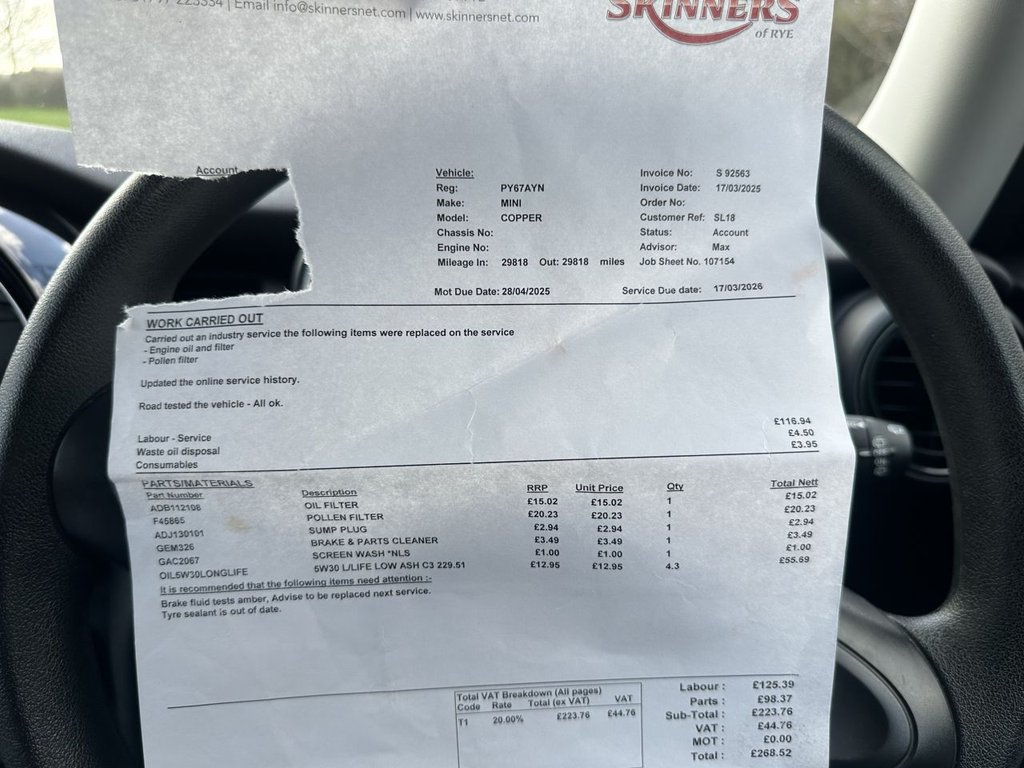 223334 | Email info@skinnersnet.com | www.skinnersnet.com
SKINNERS
of RYE
Account
Vehicle:
Reg: PY67AYN
Make: MINI
Model: COPPER
Chassis No:
Engine No:
Mileage In: 29818 Out: 29818 miles
Mot Due Date: 28/04/2025
Invoice No: S 92563
Invoice Date: 17/03/2025
Order No:
Customer Ref: SL18
Status: Account
Advisor: Max
Job Sheet No. 107154
Service Due date: 17/03/2026
WORK CARRIED OUT
Carried out an industry service the following items were replaced on the service
- Engine oil and filter
- Pollen filter
Updated the online service history.
Road tested the vehicle - All ok.
Labour - Service £116.94
Waste oil disposal £4.50
Consumables £3.95
PARTS/MATERIALS
Part Number Description RRP Unit Price Qty Total Nett
ADB112108 OIL FILTER £15.02 £15.02 1 £15.02
F45865 POLLEN FILTER £20.23 £20.23 1 £20.23
ADJ130101 SUMP PLUG £2.94 £2.94 1 £2.94
GEM326 BRAKE & PARTS CLEANER £3.49 £3.49 1 £3.49
GAC2067 SCREEN WASH *NLS £1.00 £1.00 1 £1.00
OIL5W30LONGLIFE 5W30 L/LIFE LOW ASH C3 229.51 £12.95 £12.95 4.3 £55.69
It is recommended that the following items need attention :-
Brake fluid tests amber, Advise to be replaced next service.
Tyre sealant is out of date.
Total VAT Breakdown (All pages)
Code Rate Total (ex VAT) VAT
T1 20.00% £223.76 £44.76
Labour : £125.39
Parts : £98.37
Sub-Total : £223.76
VAT : £44.76
MOT : £0.00
Total : £268.52